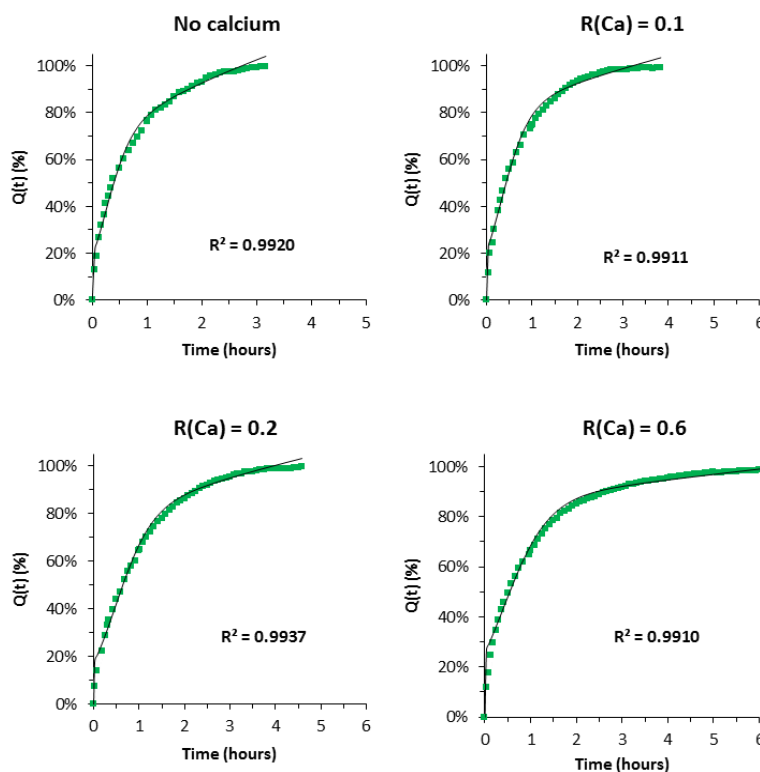 No calcium
100%
80%
60%
40%
20%
0%
Q(t) (%)
R² = 0.9920
0 1 2 3 4 5
Time (hours)
R(Ca) = 0.1
100%
80%
60%
40%
20%
0%
Q(t) (%)
R² = 0.9911
0 1 2 3 4 5 6
Time (hours)
R(Ca) = 0.2
100%
80%
60%
40%
20%
0%
Q(t) (%)
R² = 0.9937
0 1 2 3 4 5 6
Time (hours)
R(Ca) = 0.6
100%
80%
60%
40%
20%
0%
Q(t) (%)
R² = 0.9910
0 1 2 3 4 5 6
Time (hours)